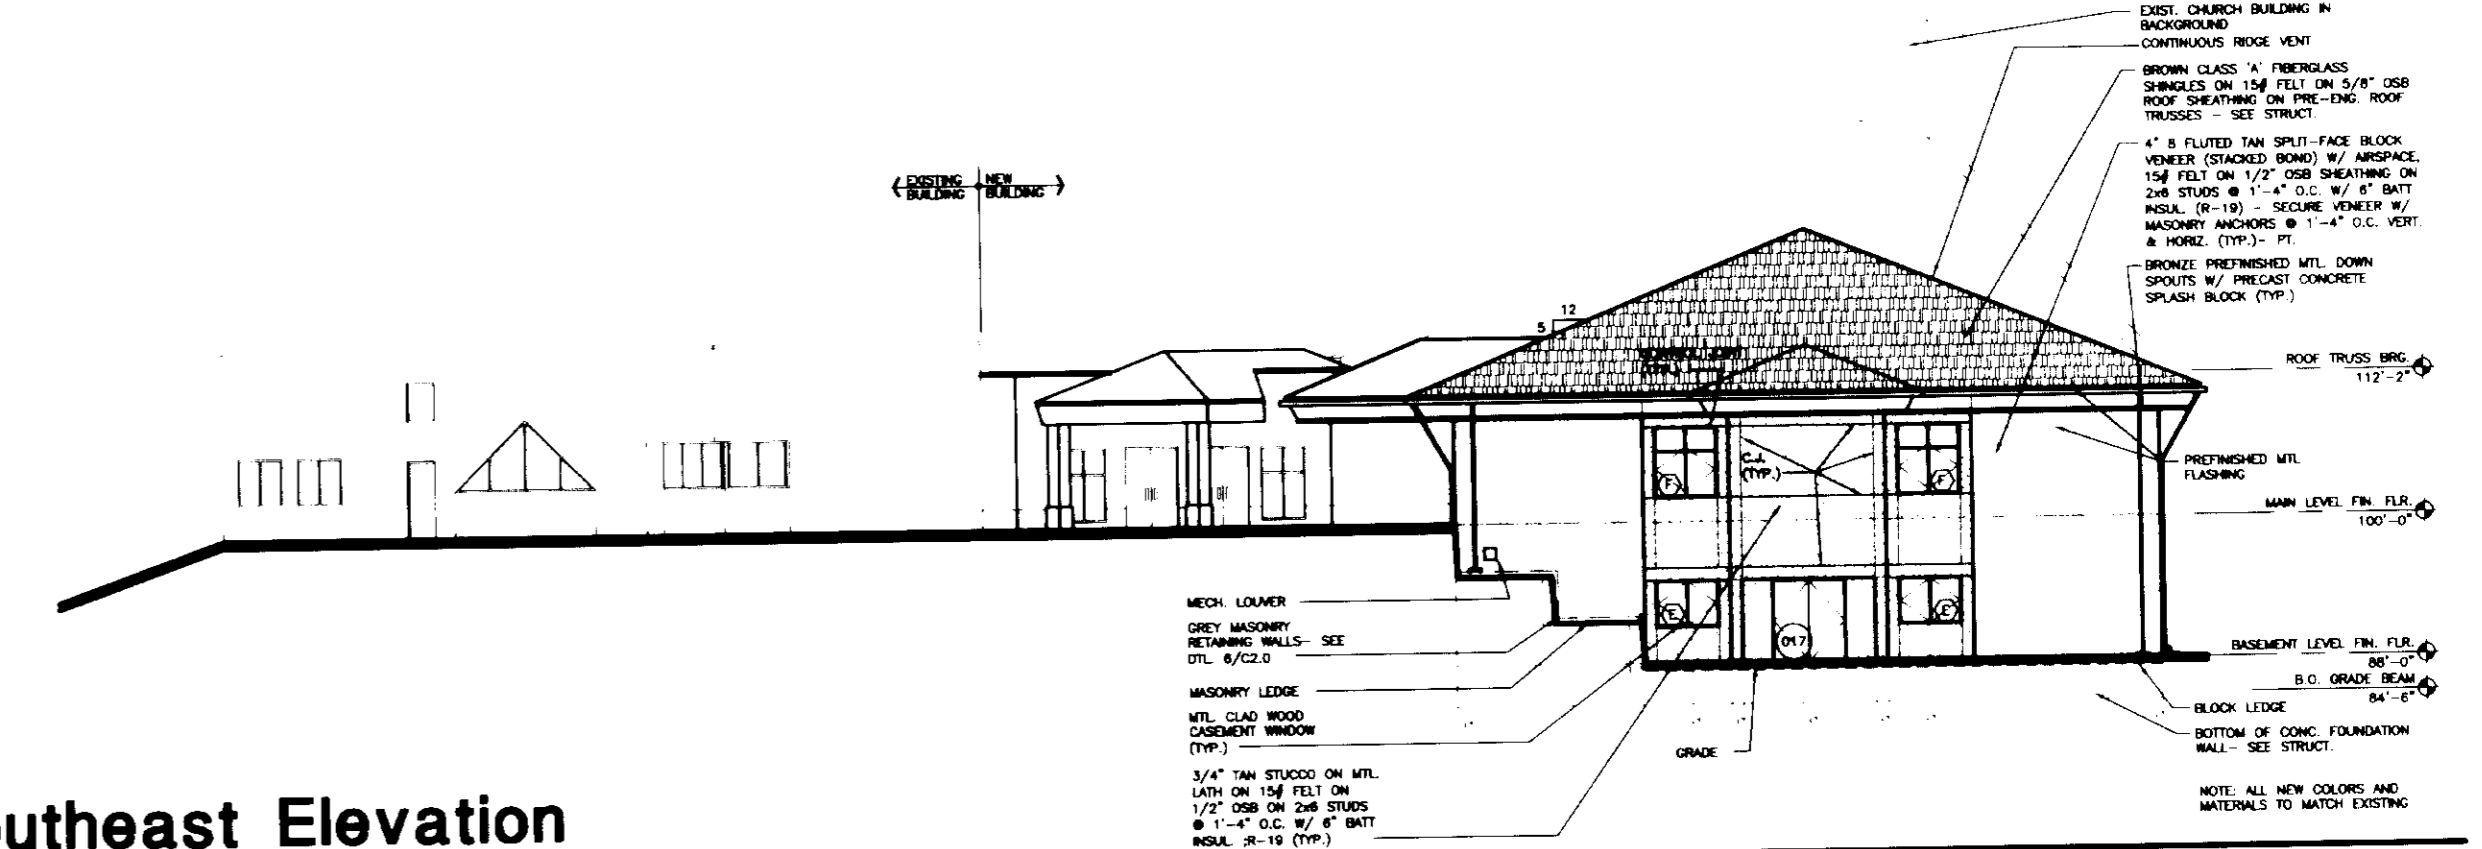 EXIST. CHURCH BUILDING IN
BACKGROUND
CONTINUOUS RIDGE VENT
BROWN CLASS 'A' FIBERGLASS
SHINGLES ON 15# FELT ON 5/8" OSB
ROOF SHEATHING ON PRE-ENG. ROOF
TRUSSES - SEE STRUCT.
4" 8 FLUTED TAN SPLIT-FACE BLOCK
VENEER (STACKED BOND) W/ AIRSPACE,
15# FELT ON 1/2" OSB SHEATHING ON
2x6 STUDS @ 1'-4" O.C. W/ 6" BATT
INSUL. (R-19) - SECURE VENEER W/
MASONRY ANCHORS @ 1'-4" O.C. VERT.
& HORIZ. (TYP.)- PT.
BRONZE PREFINISHED MTL. DOWN
SPOUTS W/ PRECAST CONCRETE
SPLASH BLOCK (TYP.)
EXISTING
BUILDING
NEW
BUILDING
12
5
CONTROL JOINT
(TYP.)
ROOF TRUSS BRG.
112'-2"
C.J.
(TYP.)
F
F
PREFINISHED MTL.
FLASHING
MAIN LEVEL FIN. FLR.
100'-0"
MECH. LOUVER
GREY MASONRY
RETAINING WALLS- SEE
DTL. 6/C2.0
E
E
017
BASEMENT LEVEL FIN. FLR.
88'-0"
B.O. GRADE BEAM
84'-6"
MASONRY LEDGE
BLOCK LEDGE
MTL. CLAD WOOD
CASEMENT WINDOW
(TYP.)
GRADE
BOTTOM OF CONC. FOUNDATION
WALL- SEE STRUCT.
3/4" TAN STUCCO ON MTL.
LATH ON 15# FELT ON
1/2" OSB ON 2x6 STUDS
@ 1'-4" O.C. W/ 6" BATT
INSUL. ;R-19 (TYP.)
NOTE: ALL NEW COLORS AND
MATERIALS TO MATCH EXISTING
utheast Elevation